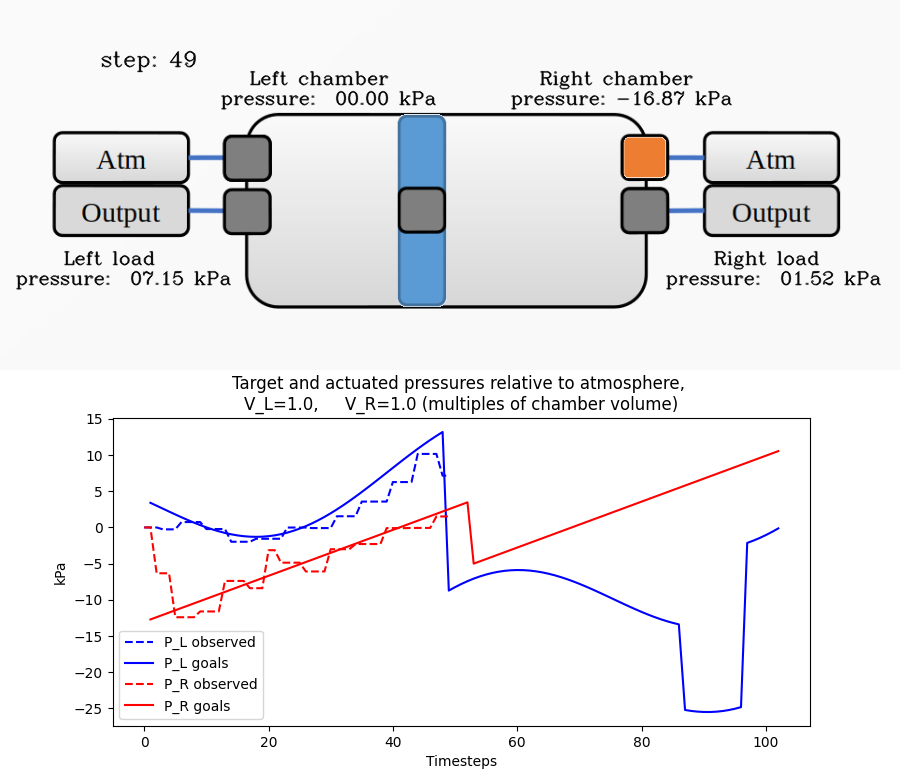 step: 49
Left chamber
pressure: 00.00 kPa
Right chamber
pressure: −16.87 kPa
Atm
Output
Atm
Output
Left load
pressure: 07.15 kPa
Right load
pressure: 01.52 kPa
Target and actuated pressures relative to atmosphere,
V_L=1.0, V_R=1.0 (multiples of chamber volume)
15
10
5
0
−5
−10
−15
−20
−25
kPa
P_L observed
P_L goals
P_R observed
P_R goals
0 20 40 60 80 100
Timesteps